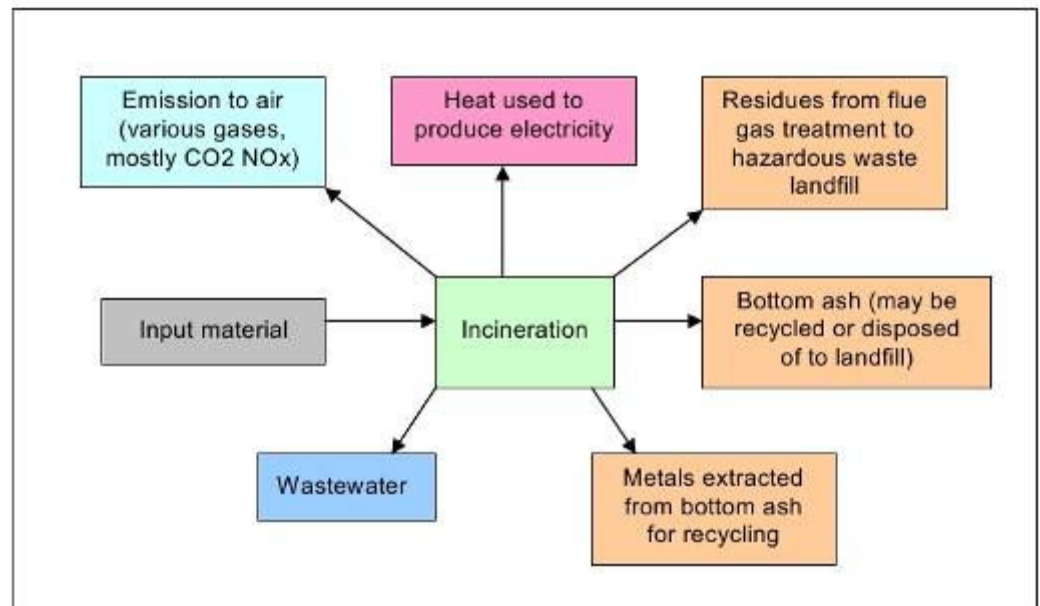 Emission to air
(various gases,
mostly CO2 NOx)
Heat used to
produce electricity
Residues from flue
gas treatment to
hazardous waste
landfill
Input material
Incineration
Bottom ash (may be
recycled or disposed
of to landfill)
Wastewater
Metals extracted
from bottom ash
for recycling